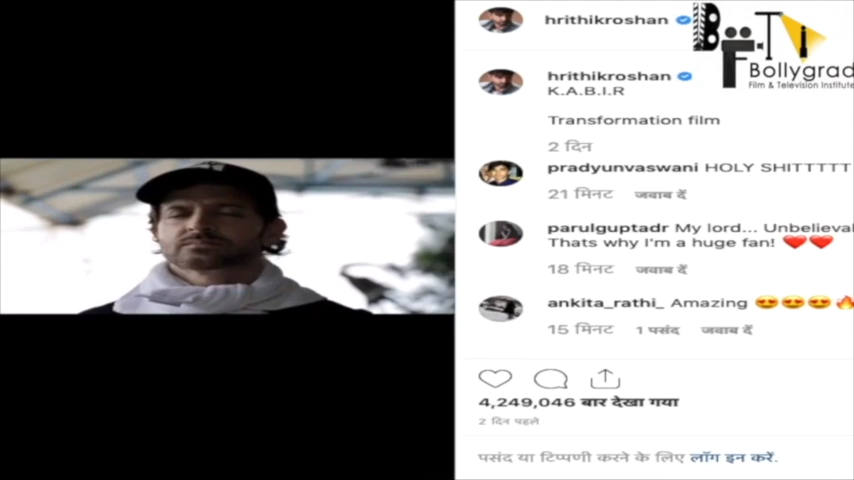 hrithikroshan
BFTI
Bollygrad
Film & Television Institute
hrithikroshan
K.A.B.I.R
Transformation film
2 दिन
pradyunvaswani HOLY SHITTTTT
21 मिनट जवाब दें
parulguptadr My lord... Unbelieval
Thats why I'm a huge fan! ❤️❤️
18 मिनट जवाब दें
ankita_rathi_ Amazing 😍😍😍🔥
15 मिनट 1 पसंद जवाब दें
4,249,046 बार देखा गया
2 दिन पहले
पसंद या टिप्पणी करने के लिए लॉग इन करें.